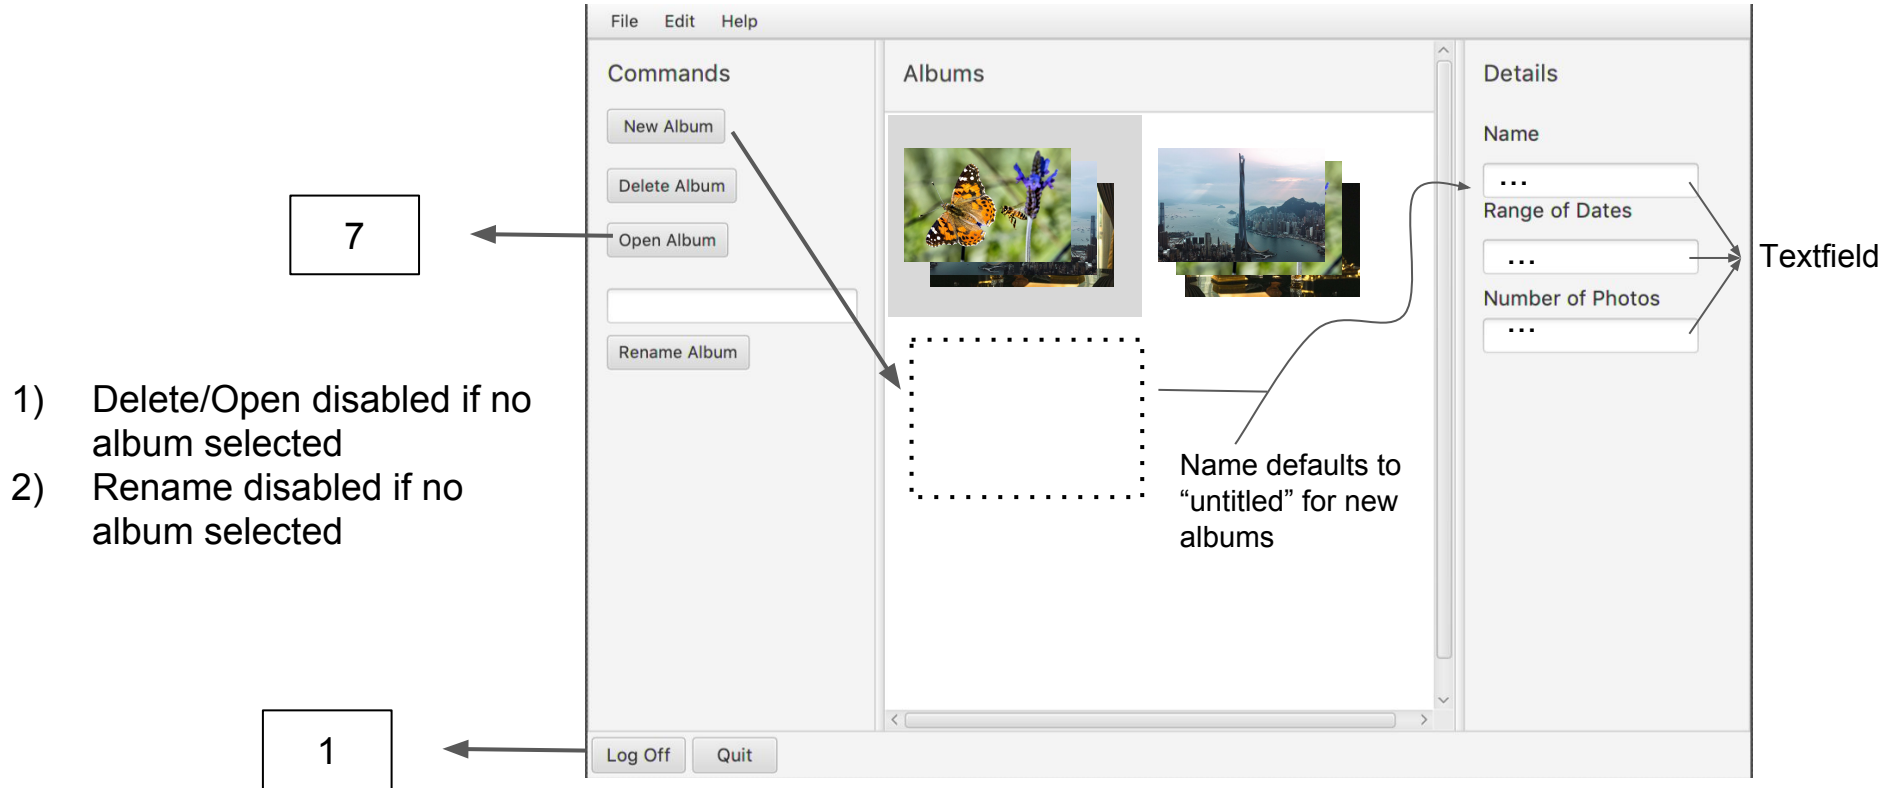 File Edit Help
Commands
New Album
Delete Album
Open Album
Rename Album
Albums
Details
Name
...
Range of Dates
...
Number of Photos
...
Textfield
7
1) Delete/Open disabled if no
album selected
2) Rename disabled if no
album selected
Name defaults to
“untitled” for new
albums
1
Log Off Quit